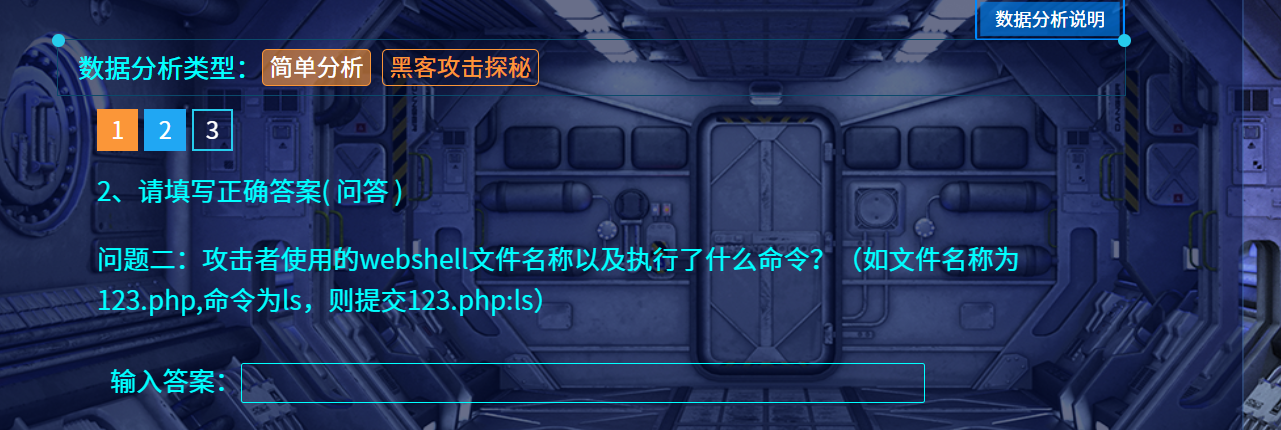 数据分析说明
数据分析类型： 简单分析 黑客攻击探秘
1 2 3
2、请填写正确答案( 问答 )
问题二：攻击者使用的webshell文件名称以及执行了什么命令？（如文件名称为
123.php,命令为ls，则提交123.php:ls）
输入答案：